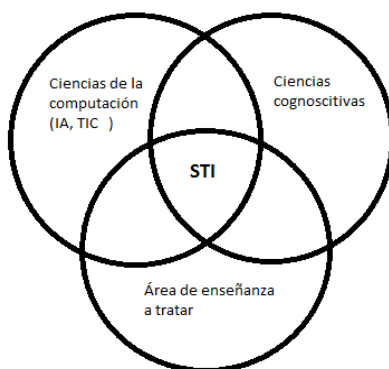 Ciencias de la
computación
(IA, TIC )
Ciencias
cognoscitivas
STI
Área de enseñanza
a tratar